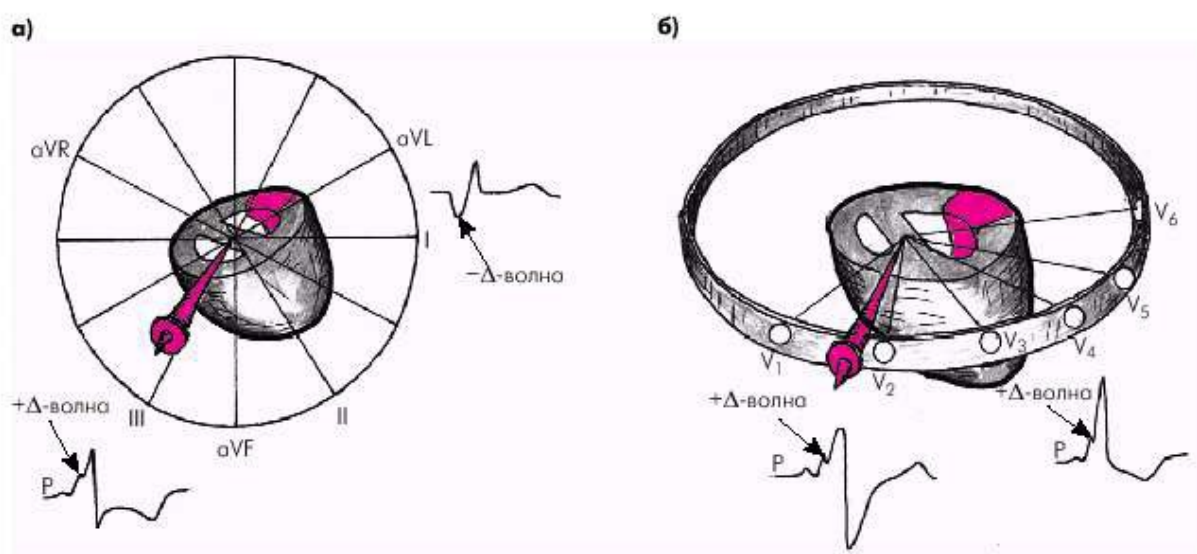 а)
aVR
aVL
I
−Δ-волна
III
II
aVF
+Δ-волна
P
б)
V6
V5
V4
V3
V2
V1
+Δ-волна
P
+Δ-волна
P